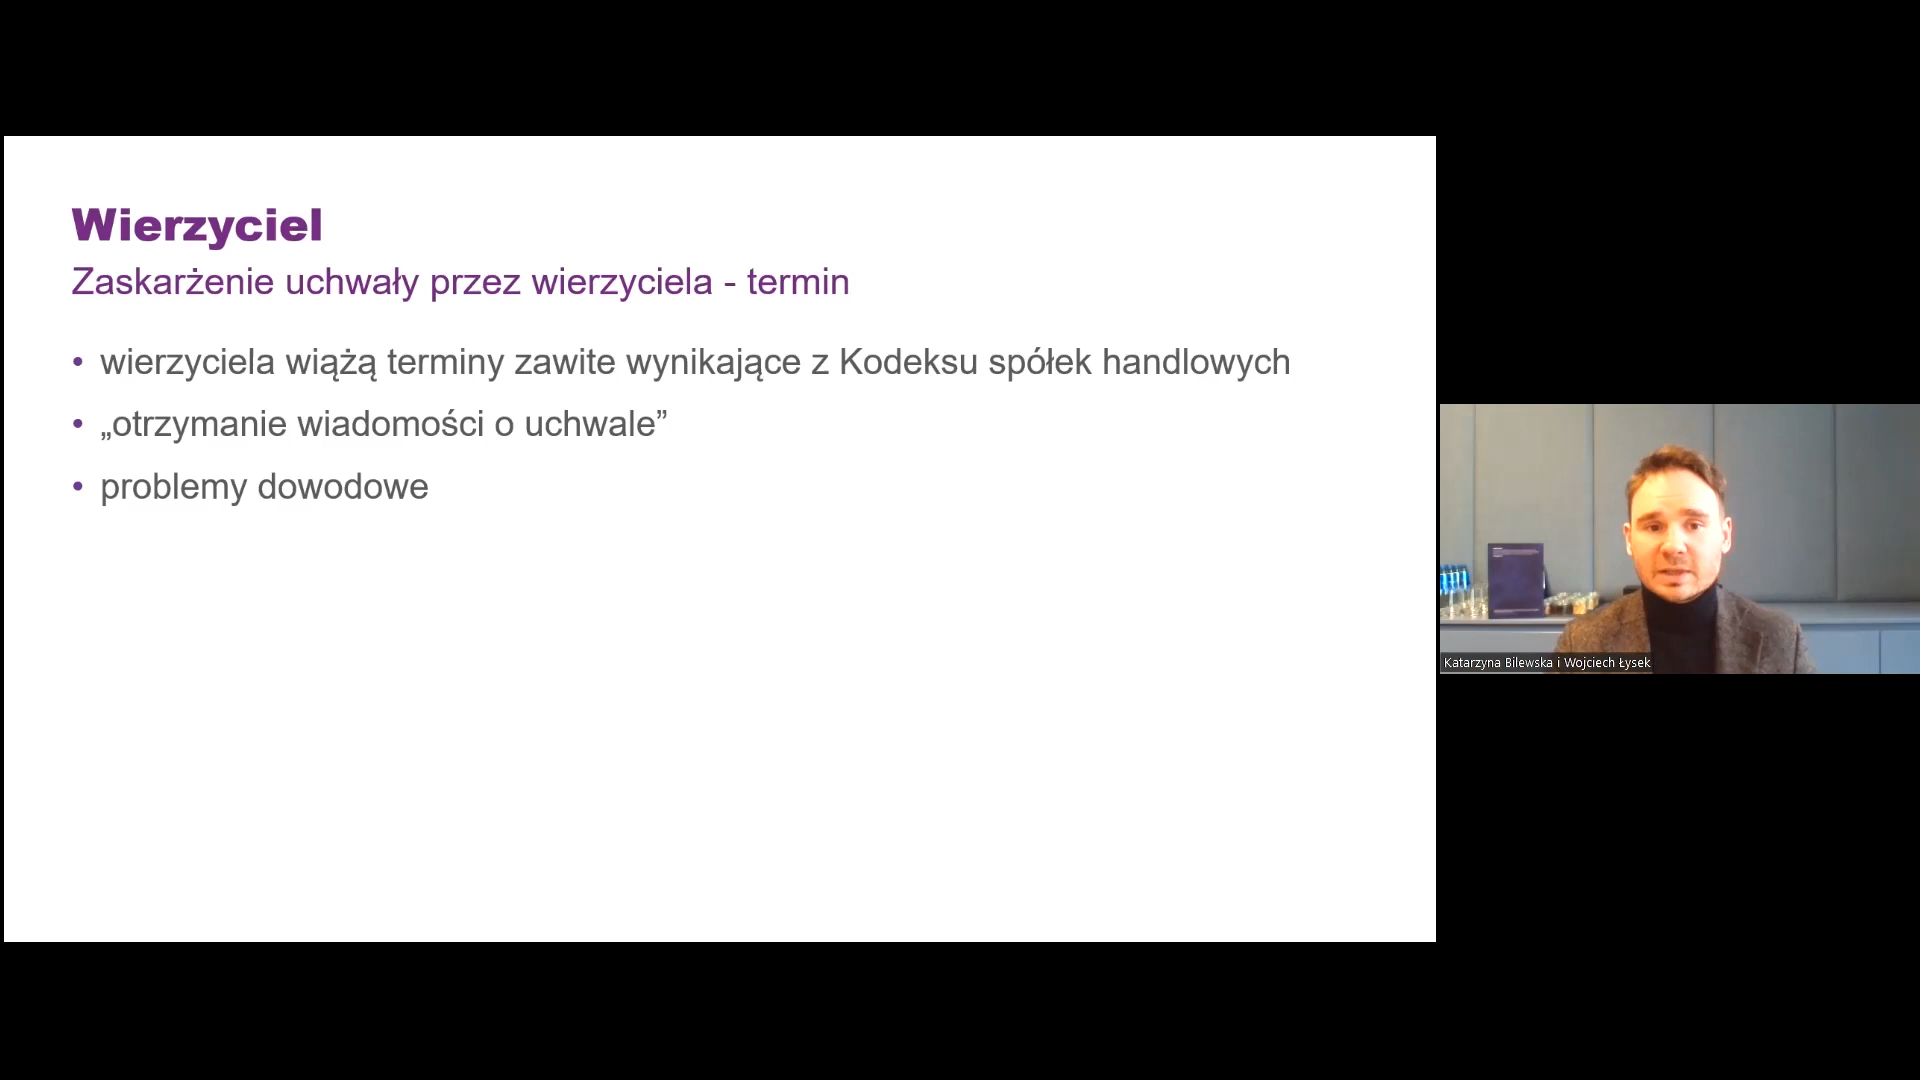 Wierzyciel
Zaskarżenie uchwały przez wierzyciela - termin
• wierzyciela wiążą terminy zawite wynikające z Kodeksu spółek handlowych
• „otrzymanie wiadomości o uchwale”
• problemy dowodowe
Katarzyna Bilewska i Wojciech Łysek